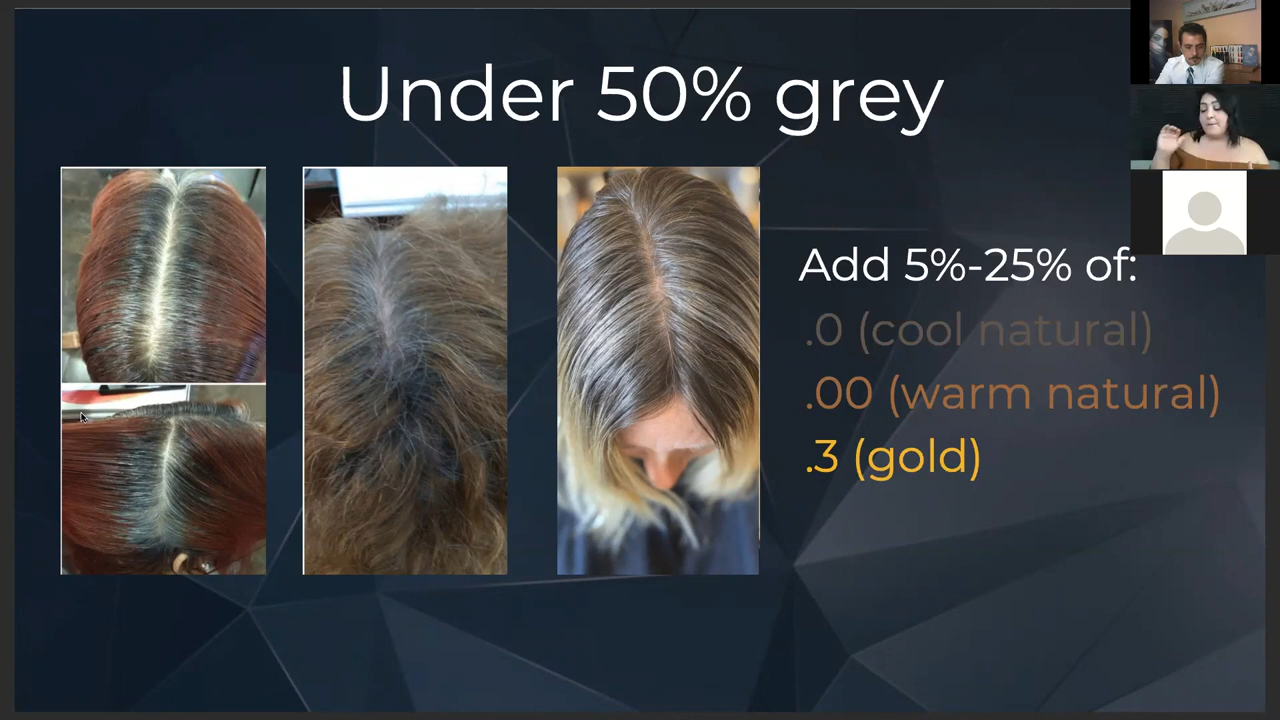 Under 50% grey
Add 5%-25% of:
.0 (cool natural)
.00 (warm natural)
.3 (gold)